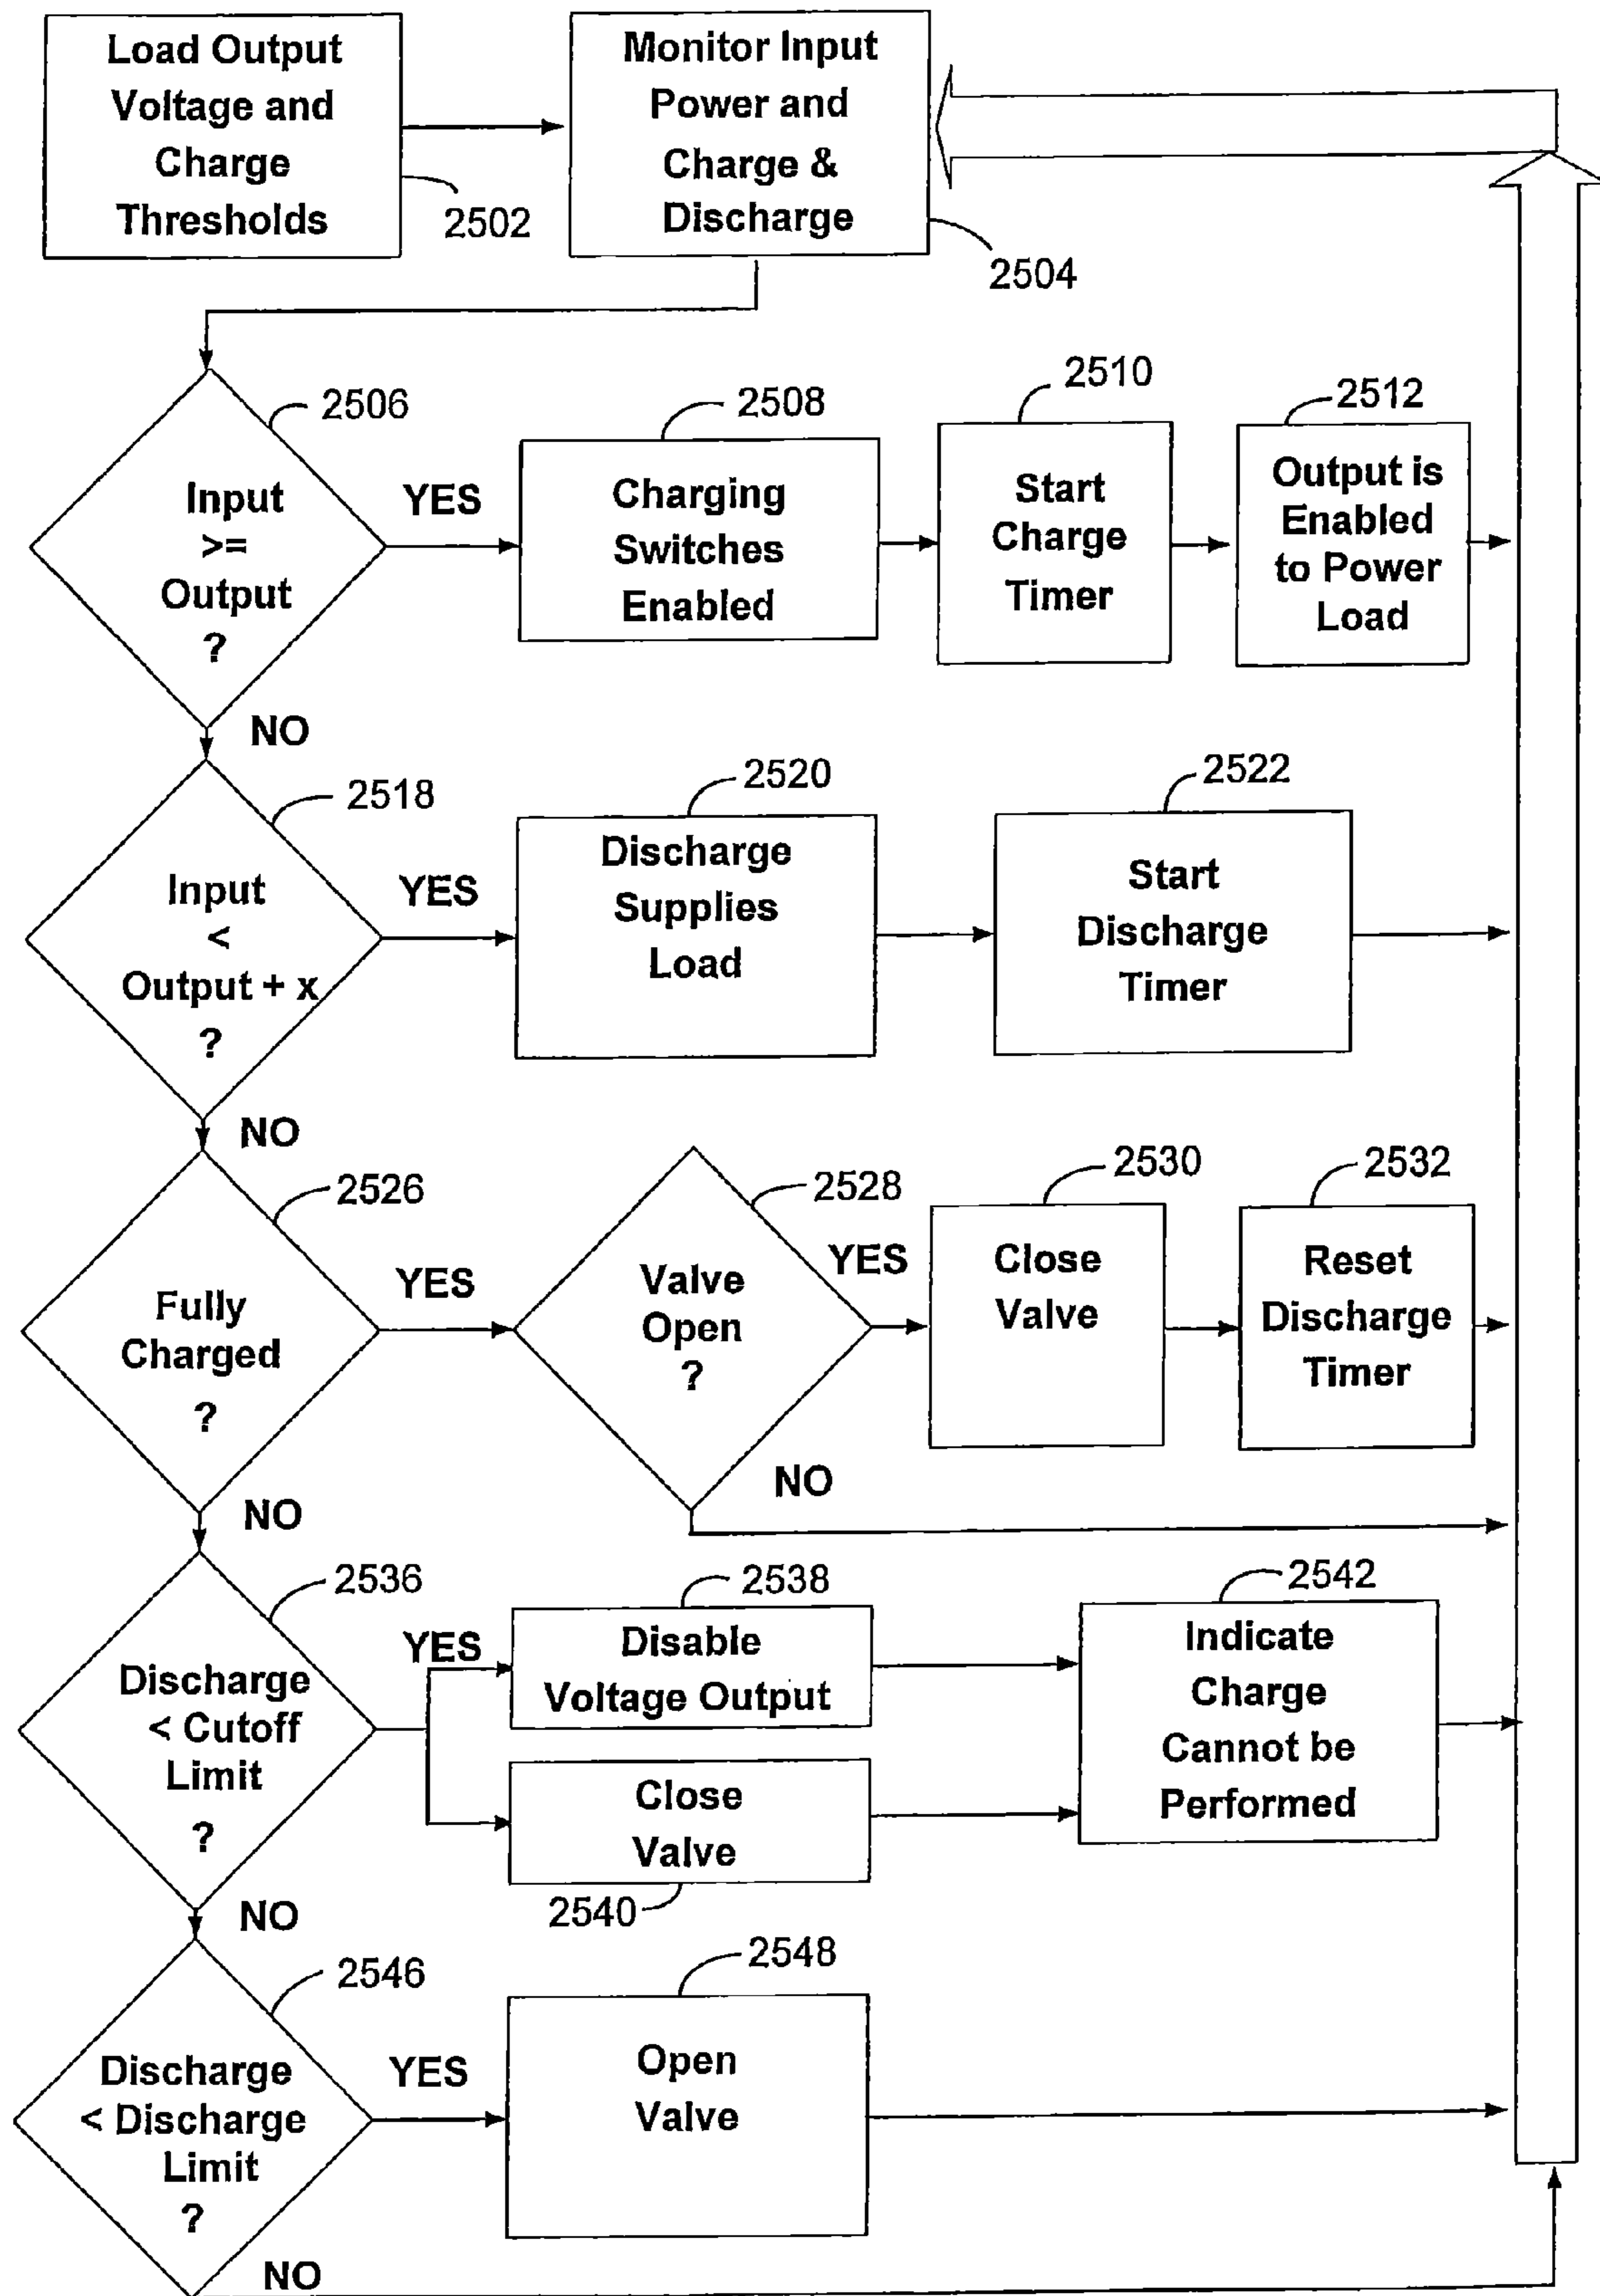 Load Output
Voltage and
Charge
Thresholds
2502
Monitor Input
Power and
Charge &
Discharge
2504
2506
Input
>=
Output
?
YES
2508
Charging
Switches
Enabled
2510
Start
Charge
Timer
2512
Output is
Enabled
to Power
Load
NO
2518
Input
<
Output + x
?
YES
2520
Discharge
Supplies
Load
2522
Start
Discharge
Timer
NO
2526
Fully
Charged
?
YES
2528
Valve
Open
?
YES
2530
Close
Valve
2532
Reset
Discharge
Timer
NO
NO
2536
Discharge
< Cutoff
Limit
?
YES
2538
Disable
Voltage Output
Close
Valve
2540
2542
Indicate
Charge
Cannot be
Performed
NO
2546
Discharge
< Discharge
Limit
?
YES
2548
Open
Valve
NO